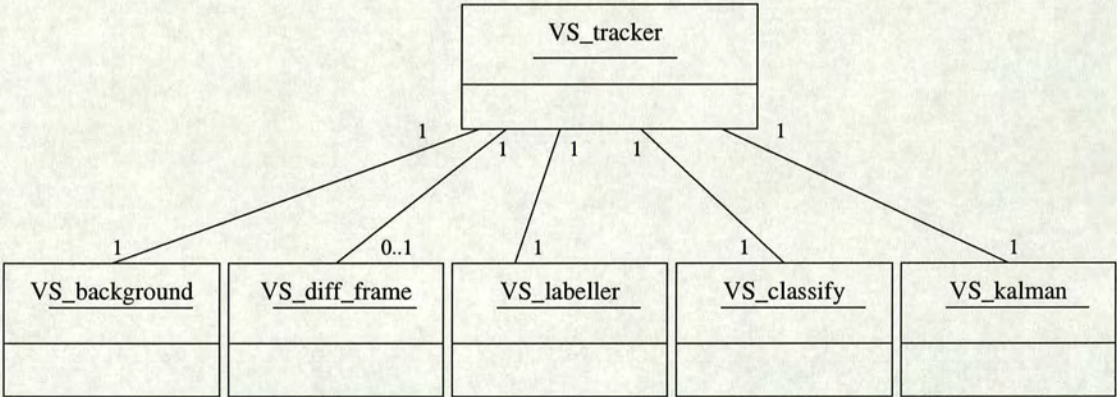 VS_tracker
1 1 1 1 1
1 0..1 1 1 1
VS_background VS_diff_frame VS_labeller VS_classify VS_kalman